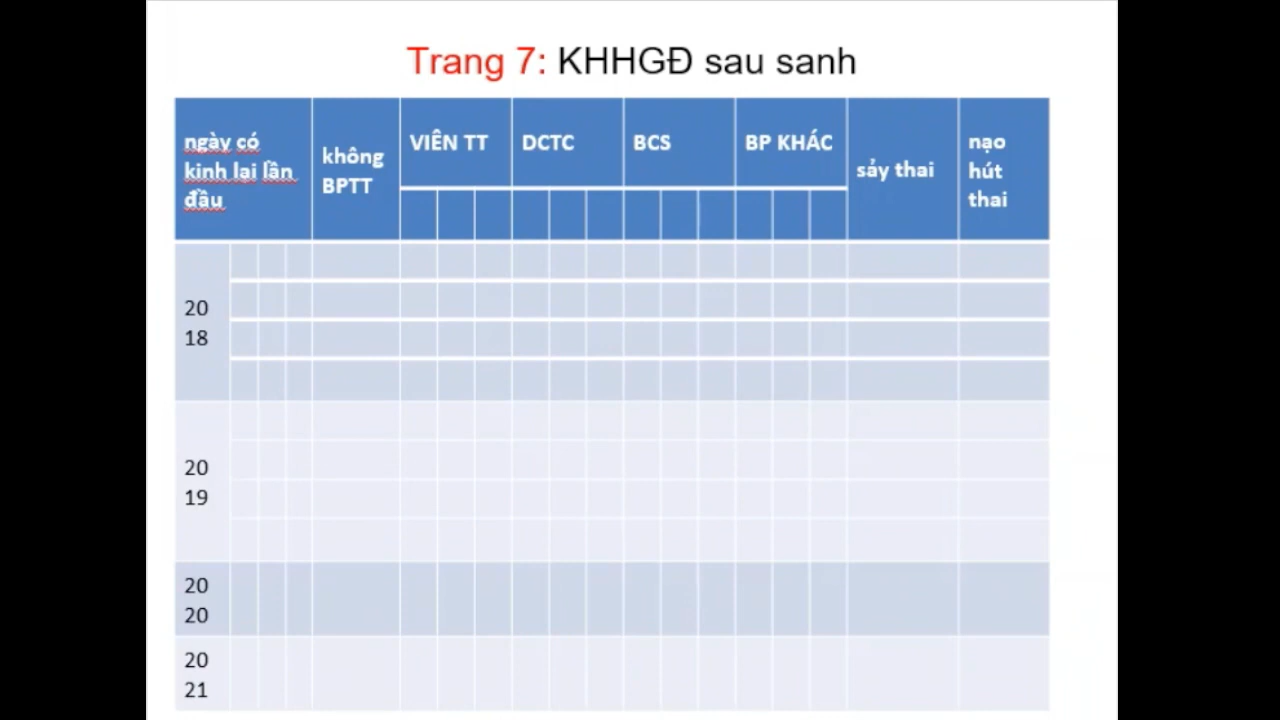 Trang 7: KHHGĐ sau sanh
ngày có
kinh lại lần
đầu
không
BPTT
VIÊN TT
DCTC
BCS
BP KHÁC
sảy thai
nạo
hút
thai
20
18
20
19
20
20
20
21